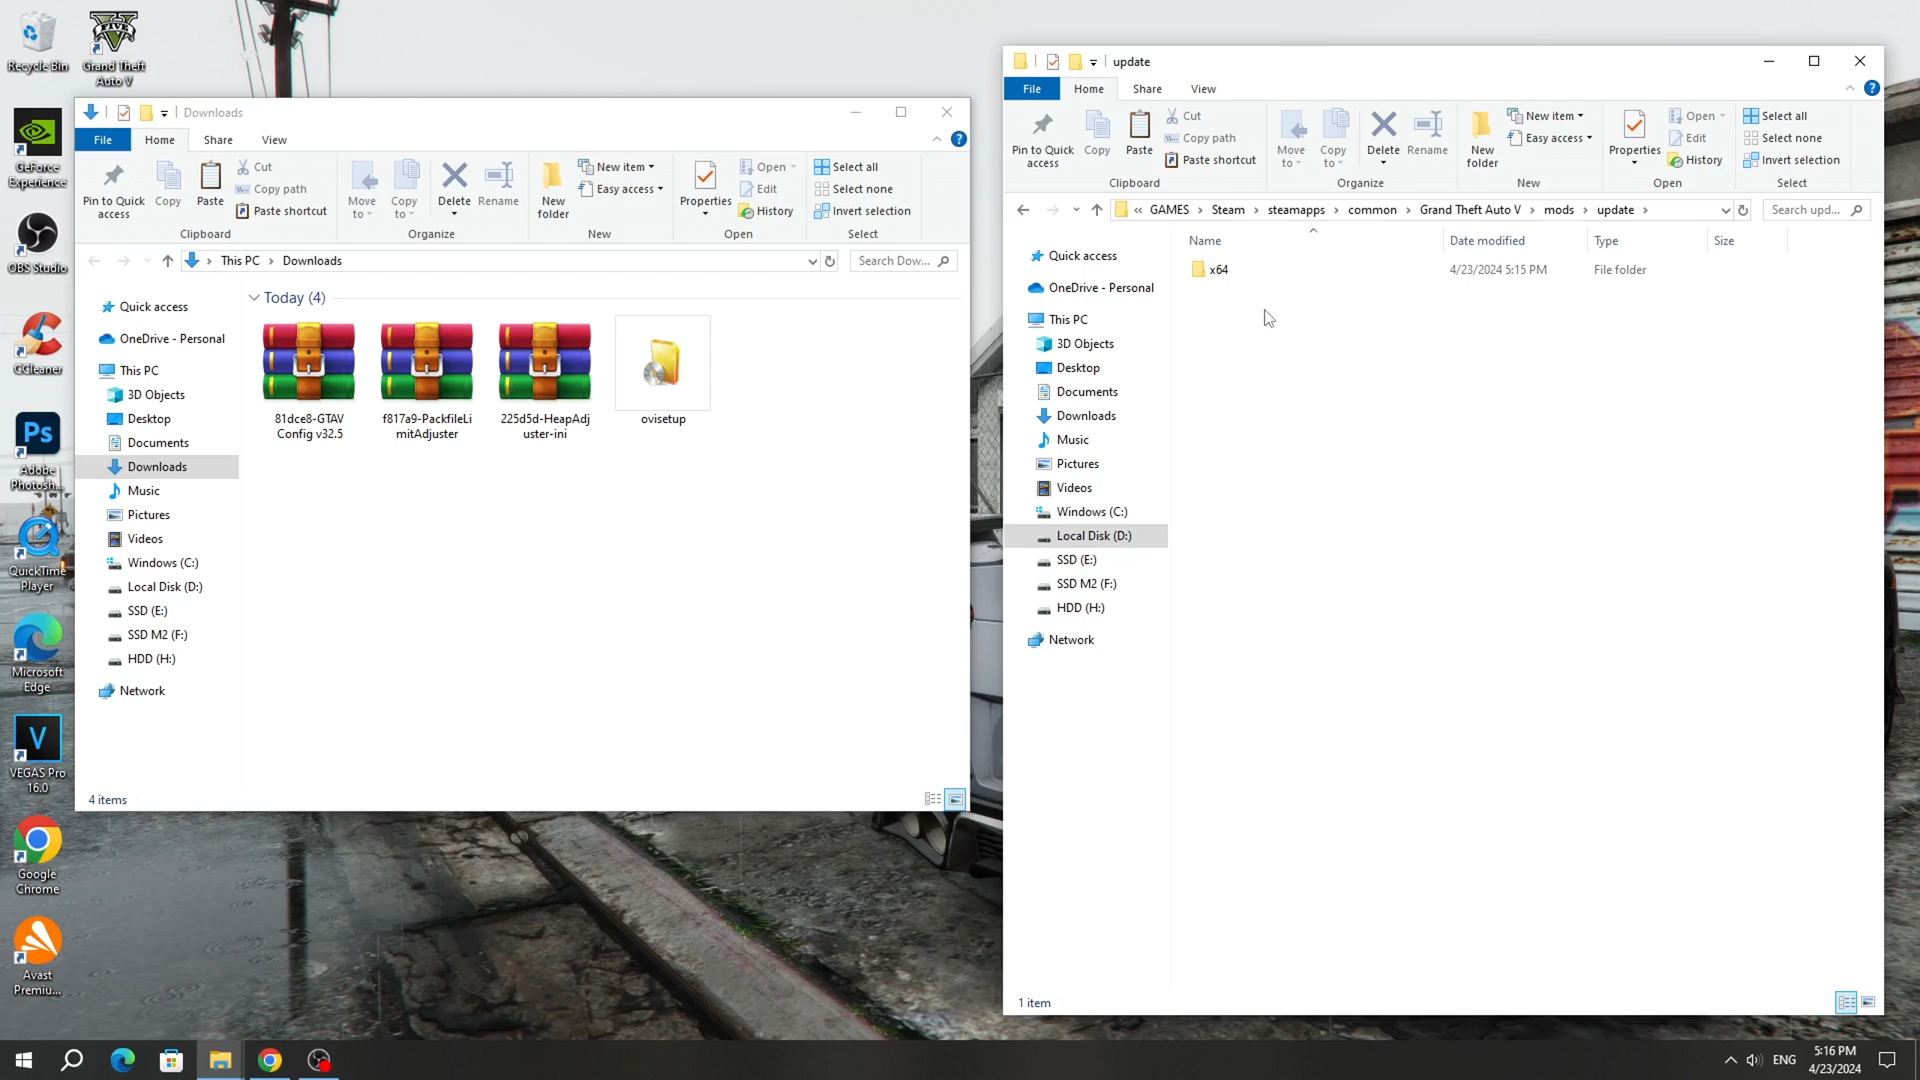 Recycle Bin
Grand Theft
Auto V
GeForce
Experience
OBS Studio
CCleaner
Adobe
Photosh...
QuickTime
Player
Microsoft
Edge
VEGAS Pro
16.0
Google
Chrome
Avast
Premiu...
Downloads
File Home Share View
Pin to Quick
access
Copy
Paste
Cut
Copy path
Paste shortcut
Clipboard
Move
to
Copy
to
Delete
Rename
Organize
New
folder
New item
Easy access
New
Properties
Open
Edit
History
Open
Select all
Select none
Invert selection
Select
This PC > Downloads
Search Dow...
Quick access
OneDrive - Personal
This PC
3D Objects
Desktop
Documents
Downloads
Music
Pictures
Videos
Windows (C:)
Local Disk (D:)
SSD (E:)
SSD M2 (F:)
HDD (H:)
Network
Today (4)
81dce8-GTAV
Config v32.5
f817a9-PackfileLi
mitAdjuster
225d5d-HeapAdj
uster-ini
ovisetup
4 items
update
File Home Share View
Pin to Quick
access
Copy
Paste
Cut
Copy path
Paste shortcut
Clipboard
Move
to
Copy
to
Delete
Rename
Organize
New
folder
New item
Easy access
New
Properties
Open
Edit
History
Open
Select all
Select none
Invert selection
Select
« GAMES > Steam > steamapps > common > Grand Theft Auto V > mods > update >
Search upd...
Name Date modified Type Size
x64 4/23/2024 5:15 PM File folder
Quick access
OneDrive - Personal
This PC
3D Objects
Desktop
Documents
Downloads
Music
Pictures
Videos
Windows (C:)
Local Disk (D:)
SSD (E:)
SSD M2 (F:)
HDD (H:)
Network
1 item
ENG
5:16 PM
4/23/2024